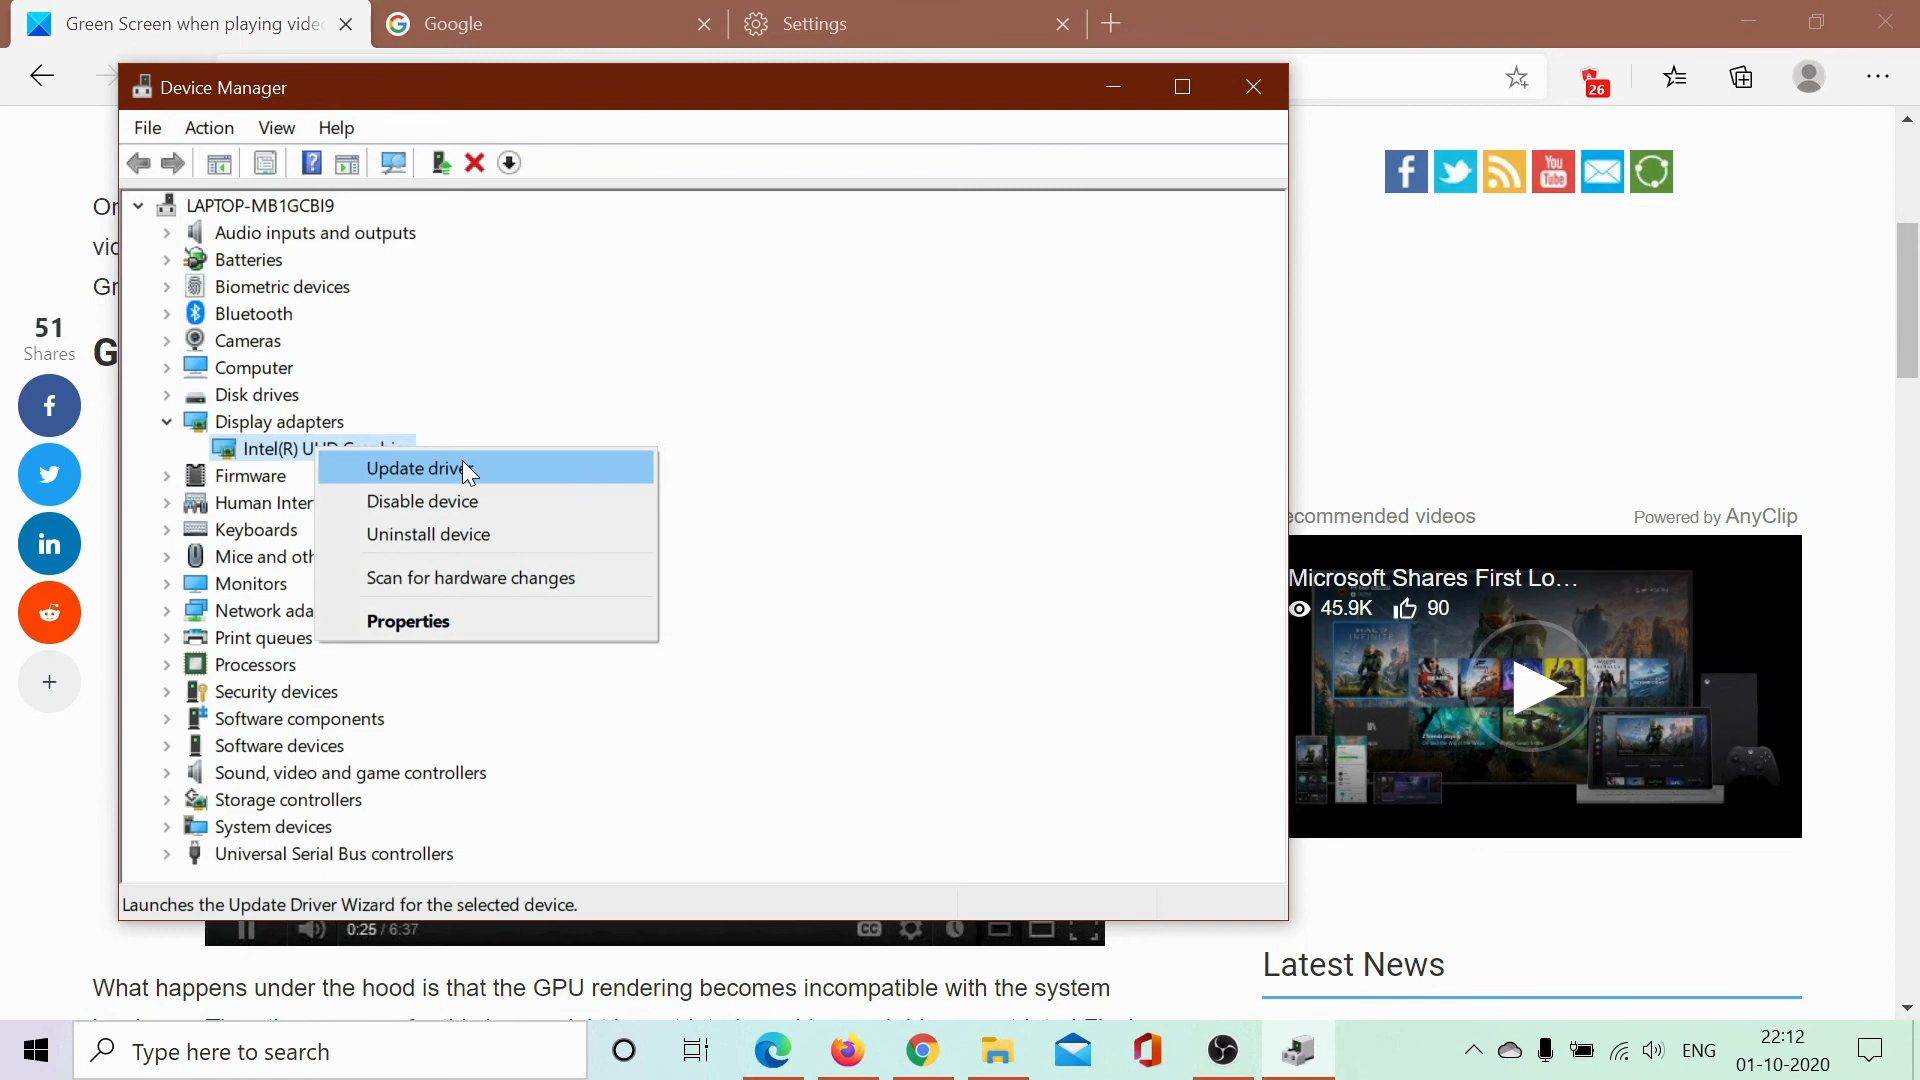 Green Screen when playing vide
Google
Settings
26
Device Manager
File
Action
View
Help
LAPTOP-MB1GCBI9
Audio inputs and outputs
Batteries
Biometric devices
Bluetooth
Cameras
Computer
Disk drives
Display adapters
Intel(R)
Firmware
Human Inter
Keyboards
Mice and oth
Monitors
Network ada
Print queues
Processors
Security devices
Software components
Software devices
Sound, video and game controllers
Storage controllers
System devices
Universal Serial Bus controllers
Update drive
Disable device
Uninstall device
Scan for hardware changes
Properties
Launches the Update Driver Wizard for the selected device.
51
Shares
f
in
+
You
Tube
ecommended videos
Powered by AnyClip
Microsoft Shares First Lo...
45.9K
90
HALO
INFINITE
0:25 / 6:37
CC
What happens under the hood is that the GPU rendering becomes incompatible with the system
Latest News
Type here to search
ENG
22:12
01-10-2020